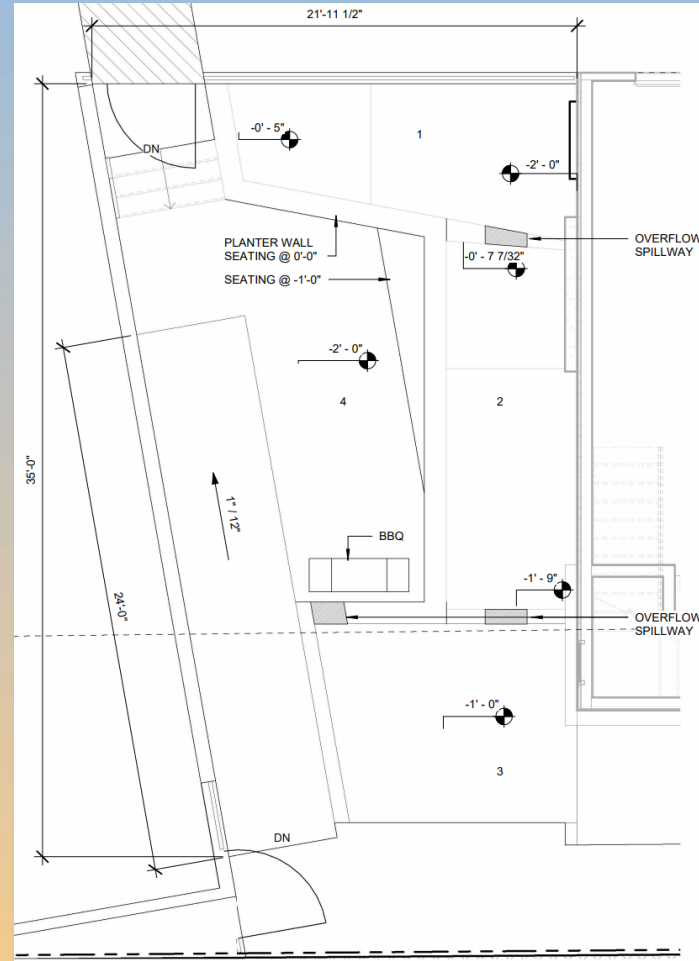 21'-11 1/2"
-0' - 5"
1
DN
-2' - 0"
PLANTER WALL
SEATING @ 0'-0"
OVERFLOW
SPILLWAY
-0' - 7 7/32"
SEATING @ -1'-0"
-2' - 0"
4
2
35'-0"
1" / 12"
BBQ
24'-0"
-1' - 9"
OVERFLOW
SPILLWAY
-1' - 0"
3
DN